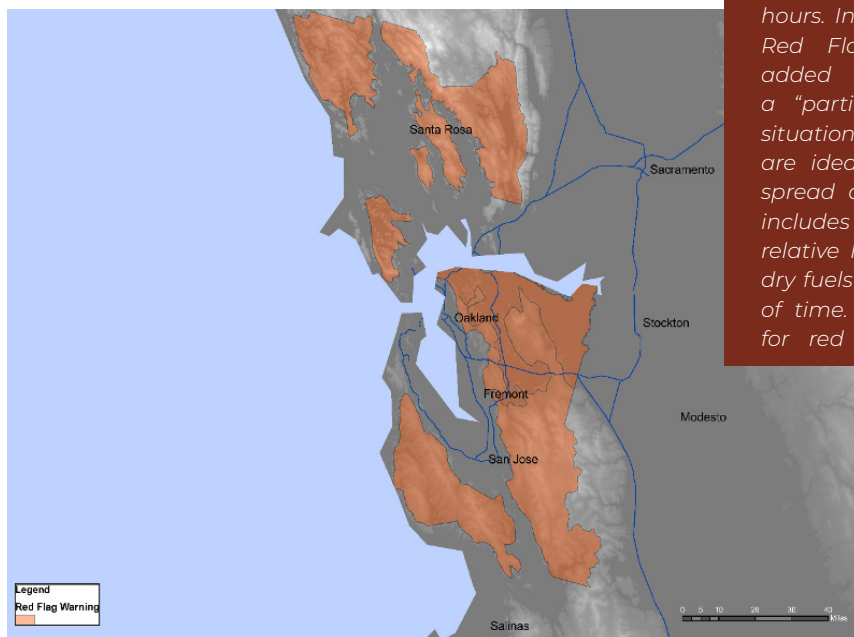 hours. In
Red Fla
added
a “parti
situation
are idea
spread o
includes
relative
dry fuels
of time.
for red
Santa Rosa
Sacramento
Oakland
Stockton
Fremont
Modesto
San Jose
Salinas
Legend
Red Flag Warning
0 5 10 20 30 40
Miles